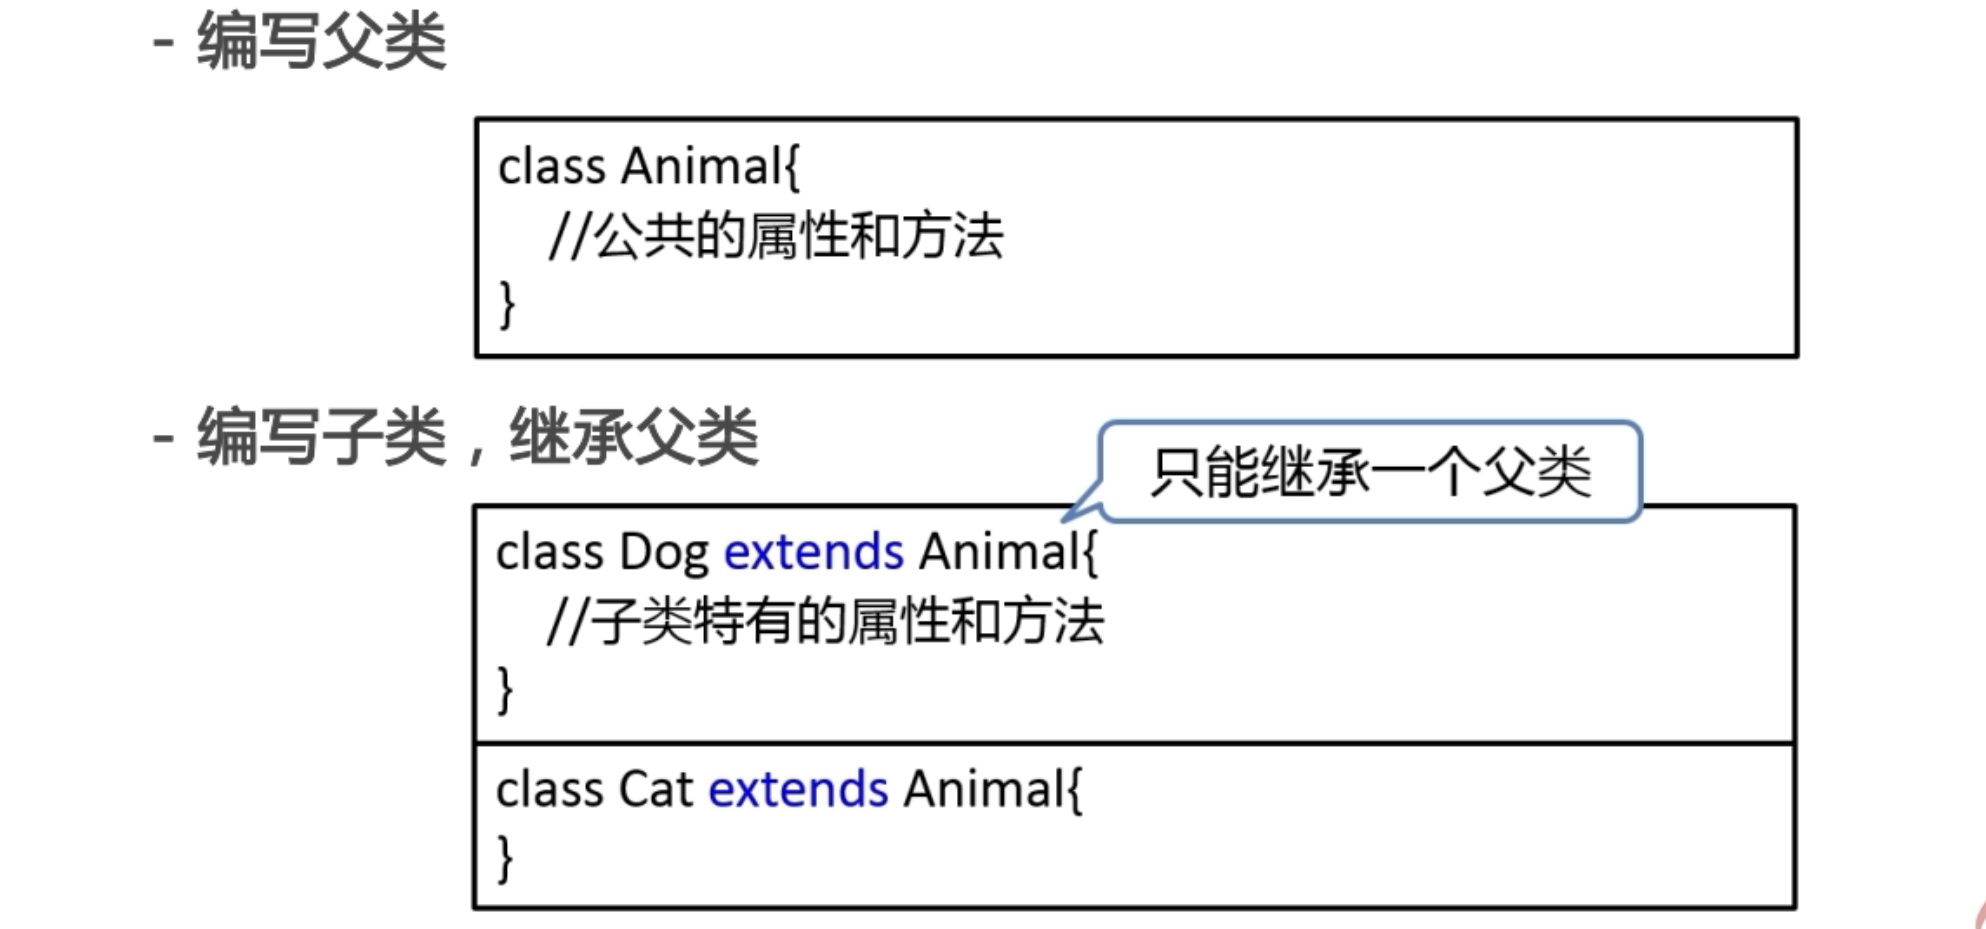 - 编写父类
class Animal{
//公共的属性和方法
}
- 编写子类，继承父类
只能继承一个父类
class Dog extends Animal{
//子类特有的属性和方法
}
class Cat extends Animal{
}